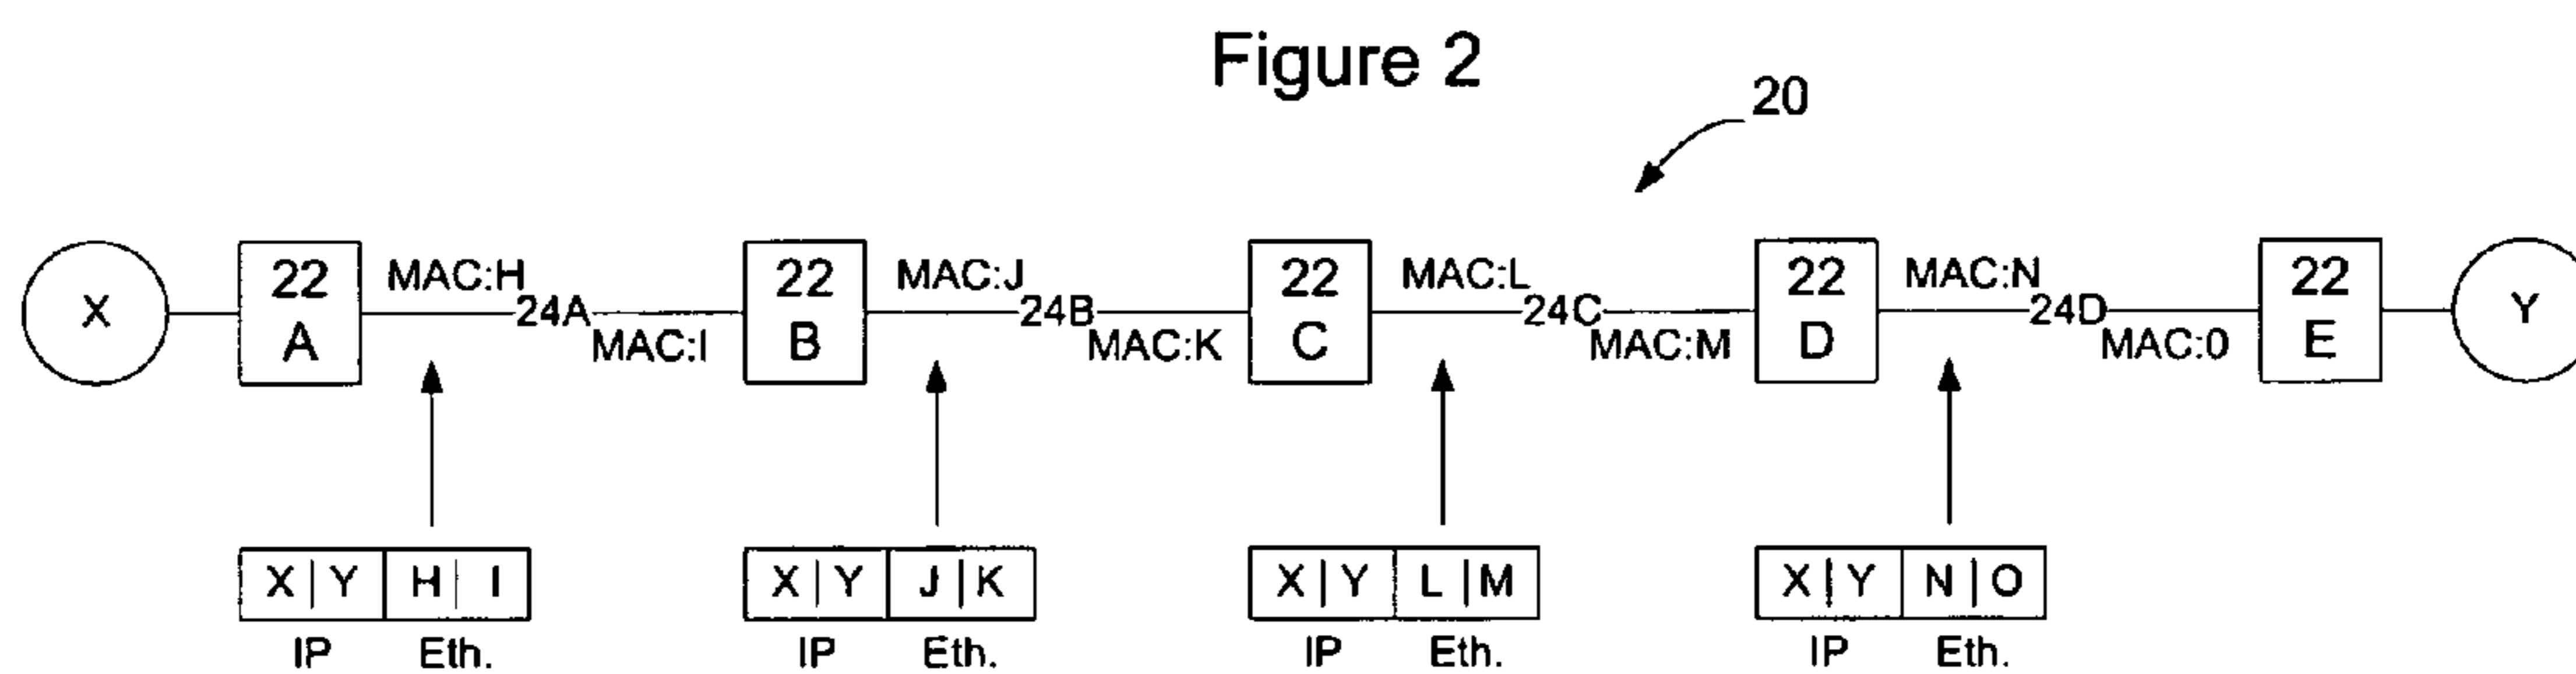 Figure 2
20
X
22
A
MAC:H
24A
MAC:I
22
B
MAC:J
24B
MAC:K
22
C
MAC:L
24C
MAC:M
22
D
MAC:N
24D
MAC:0
22
E
Y
X | Y H | I
IP Eth.
X | Y J | K
IP Eth.
X | Y L | M
IP Eth.
X | Y N | O
IP Eth.